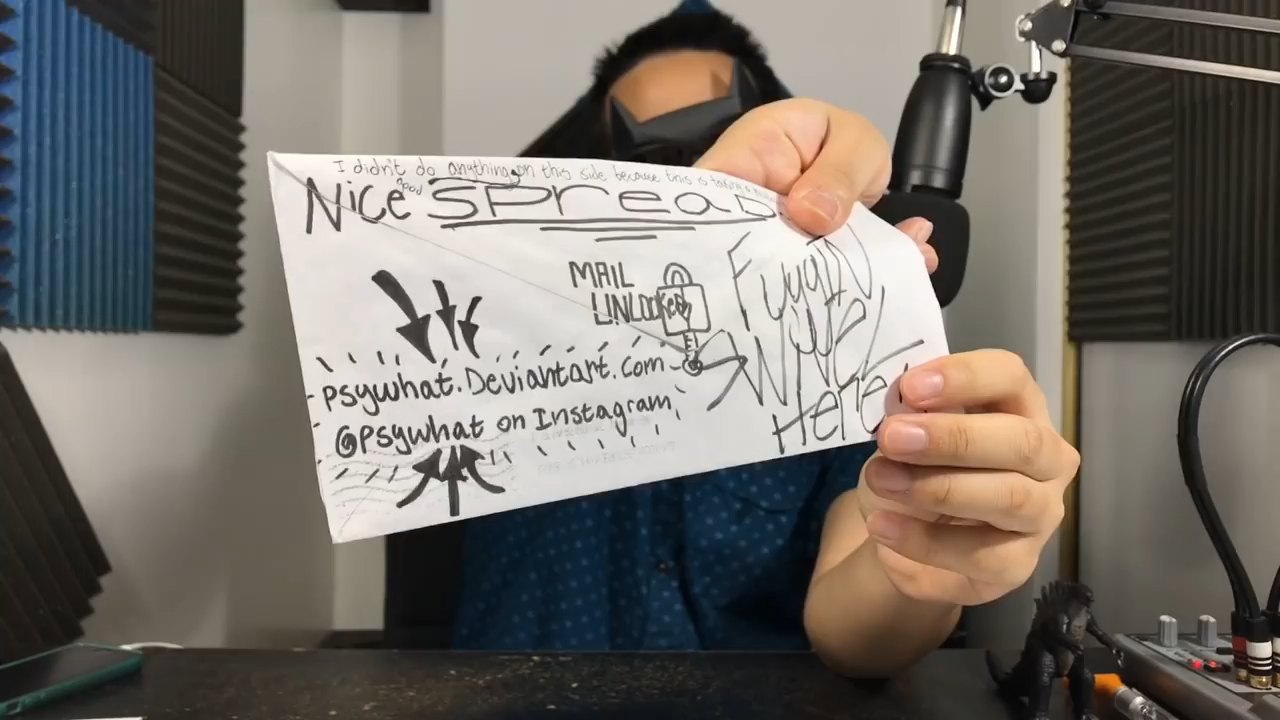 I didn't do anything on this side because this is taking a
Nice good SPREAD
MAIL
UNLOCKED
psywhat.Deviantart.com
@psywhat on Instagram
HERE